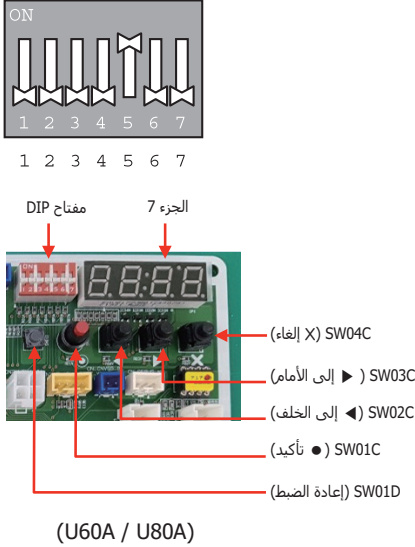 ON
1 2 3 4 5 6 7
1 2 3 4 5 6 7
مفتاح DIP
الجزء 7
SW04C (X إلغاء)
SW03C ( ▶ إلى الأمام)
SW02C (◀ إلى الخلف)
SW01C ( ● تأكيد)
SW01D (إعادة الضبط)
(U60A / U80A)